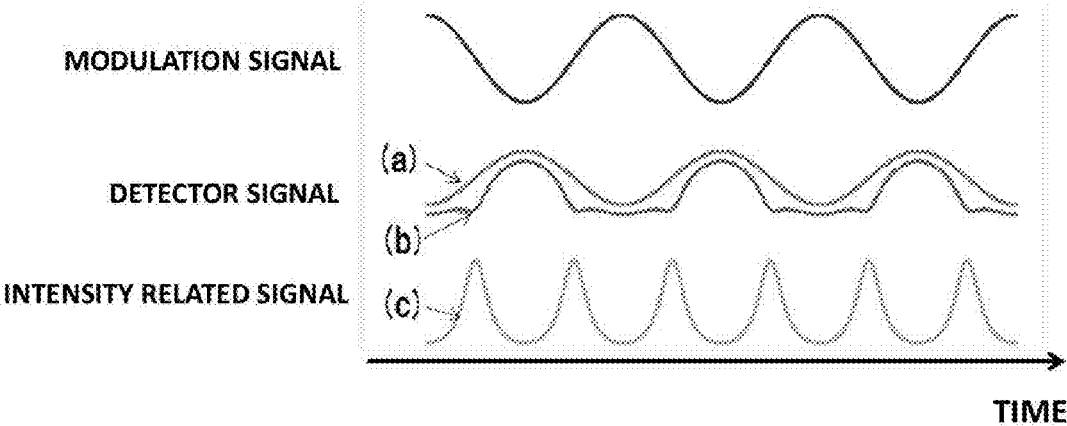 MODULATION SIGNAL
(a)
DETECTOR SIGNAL
(b)
INTENSITY RELATED SIGNAL
(c)
TIME